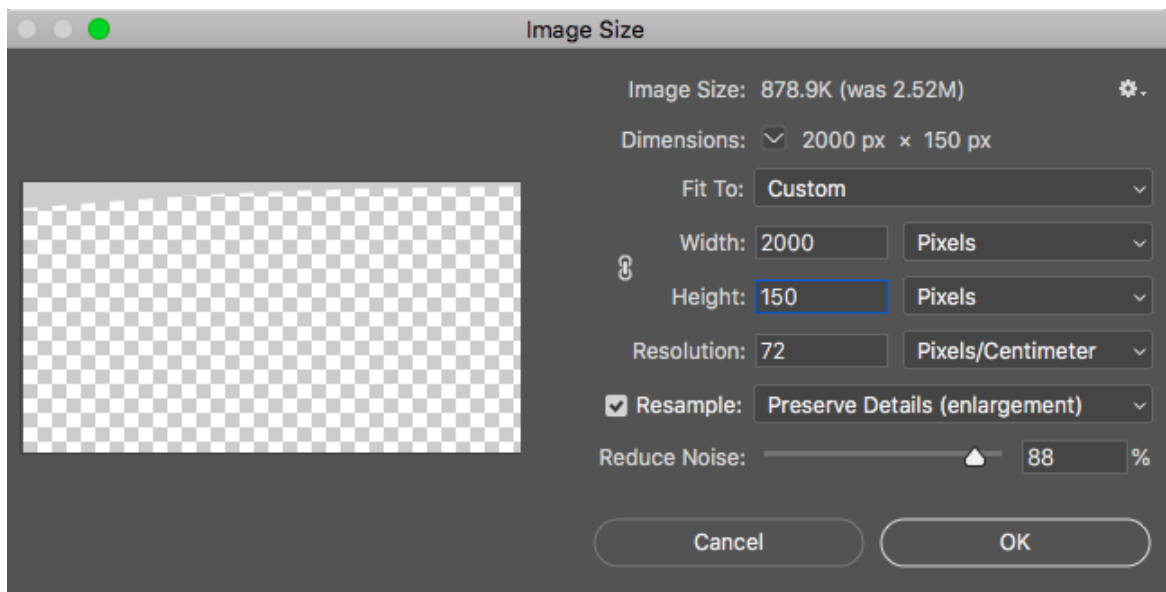 Image Size
Image Size: 878.9K (was 2.52M)
Dimensions: 2000 px × 150 px
Fit To: Custom
Width: 2000 Pixels
Height: 150 Pixels
Resolution: 72 Pixels/Centimeter
Resample: Preserve Details (enlargement)
Reduce Noise: 88 %
Cancel OK